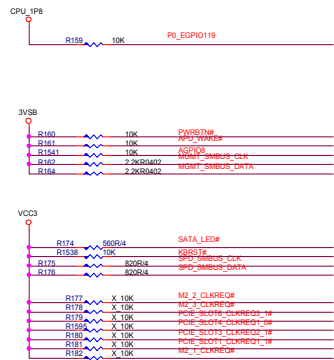 CPU_1P8
R159 10K P0_EGPIO119
3VSB
R160 10K PWRBTN#
R161 10K APU_WAKE#
R1541 10K AGPIO8
R162 2.2KR0402 MGMT_SMBUS_CLK
R164 2.2KR0402 MGMT_SMBUS_DATA
VCC3
R174 560R/4 SATA_LED#
R1538 10K KBRST#
R175 820R/4 SPD_SMBUS_CLK
R176 820R/4 SPD_SMBUS_DATA
R177 X_10K M2_2_CLKREQ#
R178 X_10K M2_3_CLKREQ#
R179 X_10K PCIE_SLOT6_CLKREQ3_1#
R1595 X_10K PCIE_SLOT4_CLKREQ1_0#
R180 X_10K PCIE_SLOT3_CLKREQ2_1#
R181 X_10K PCIE_SLOT1_CLKREQ1_1#
R182 X_10K M2_1_CLKREQ#